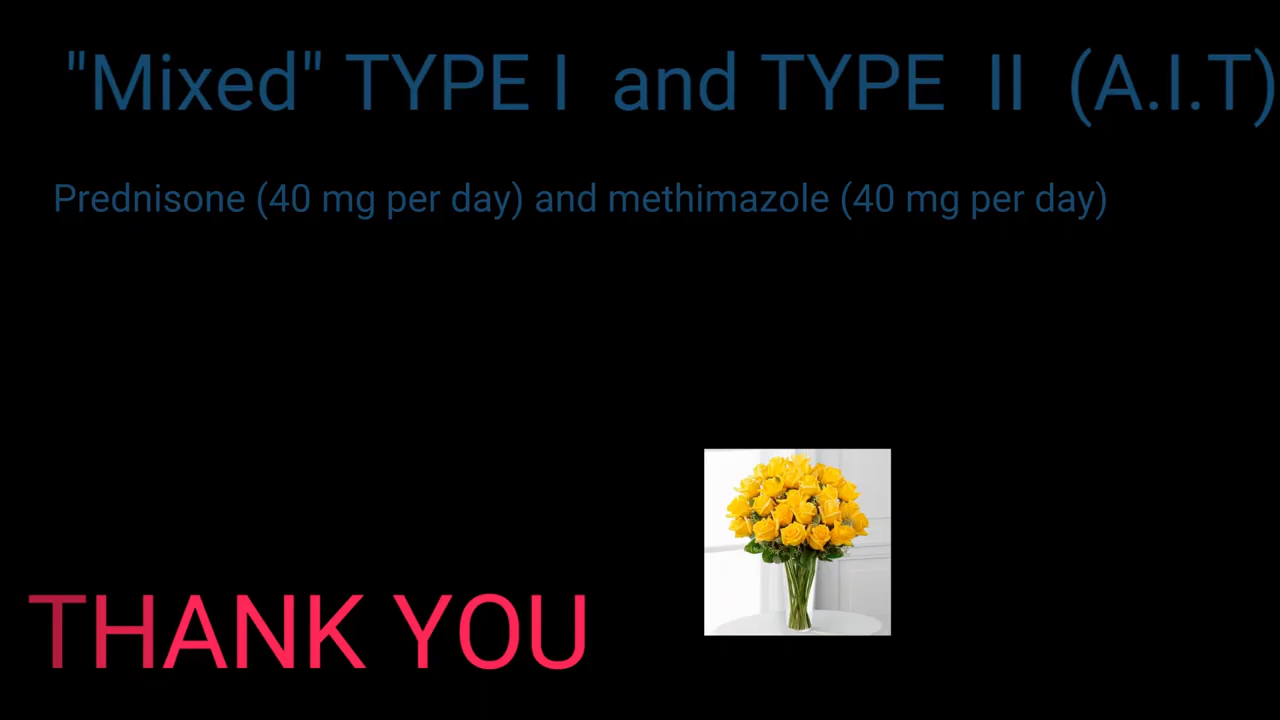 "Mixed" TYPE I and TYPE II (A.I.T)
Prednisone (40 mg per day) and methimazole (40 mg per day)
THANK YOU